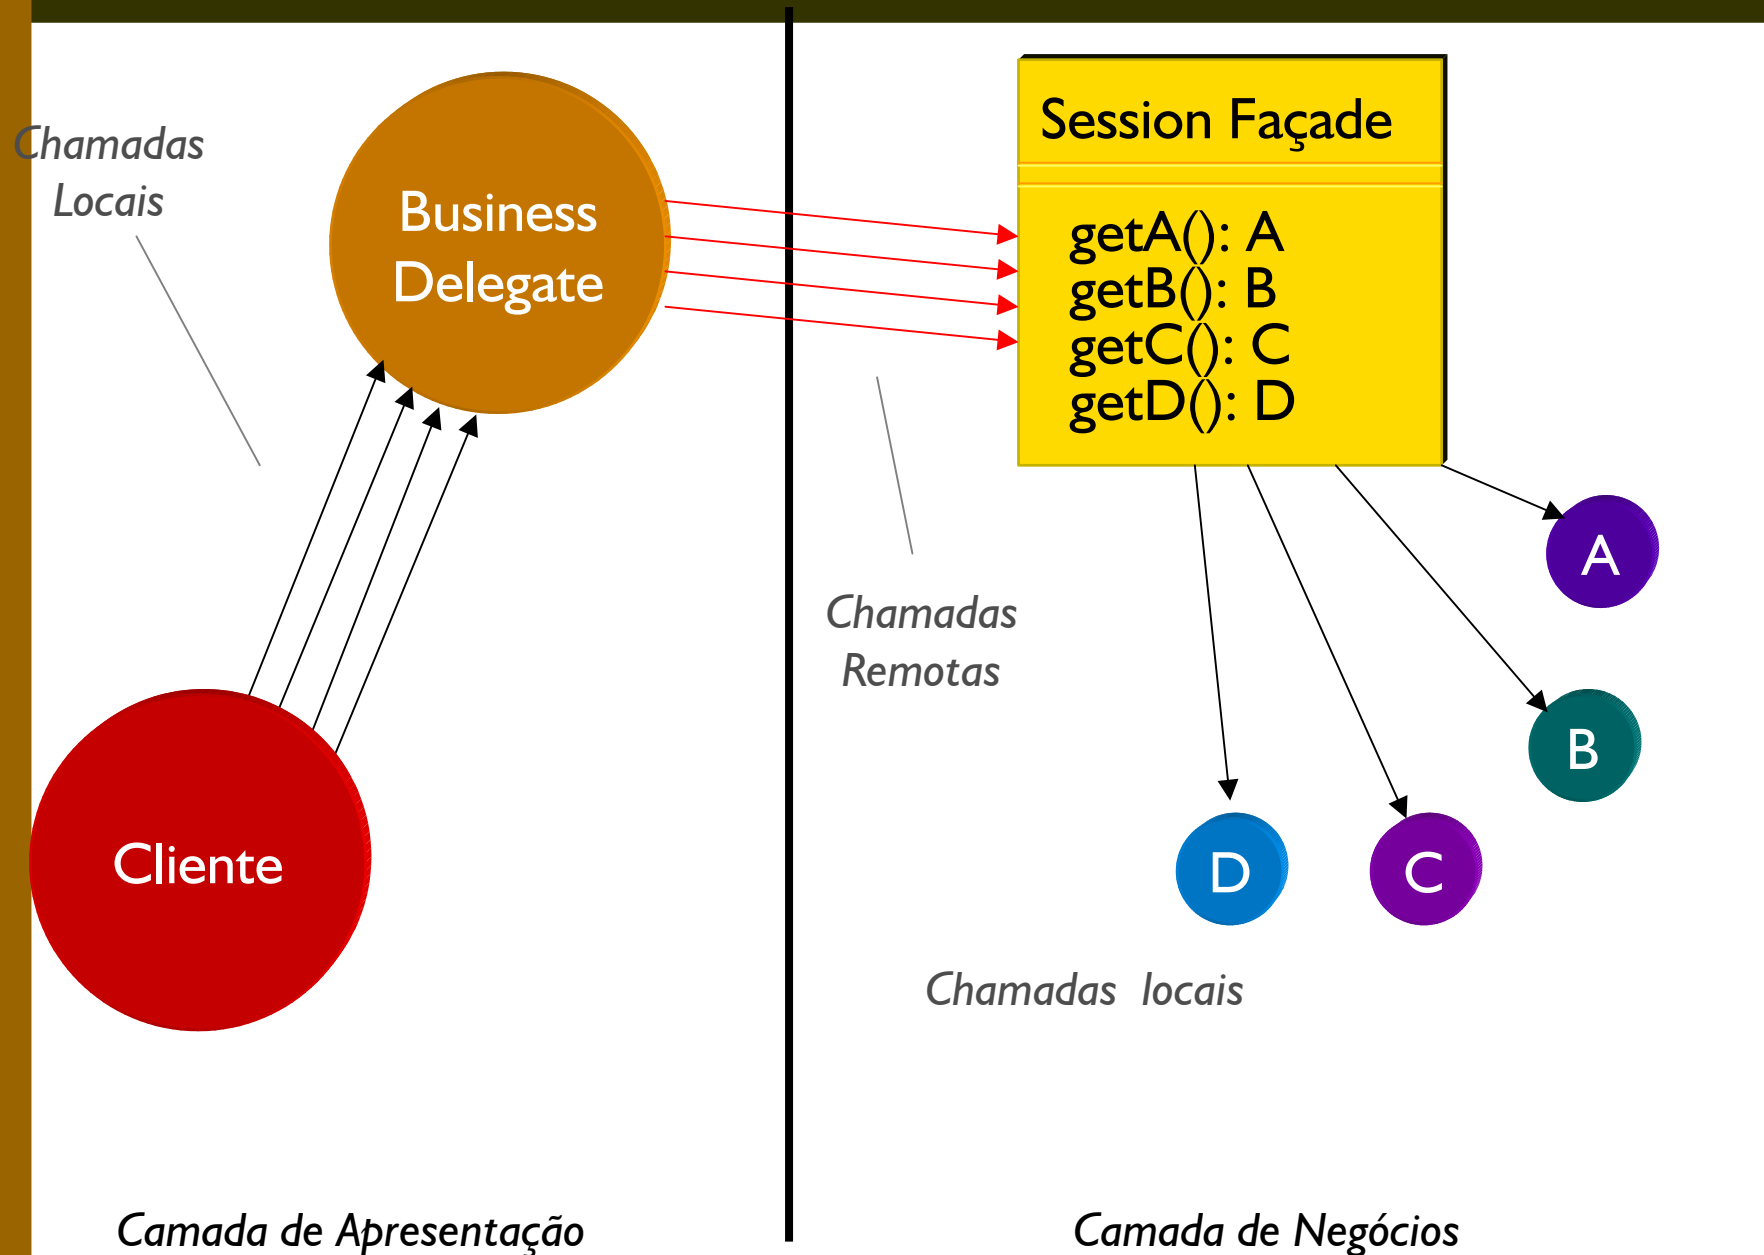 Chamadas
Locais
Business
Delegate
Cliente
Session Façade
getA(): A
getB(): B
getC(): C
getD(): D
Chamadas
Remotas
A
B
D
C
Chamadas locais
Camada de Apresentação
Camada de Negócios